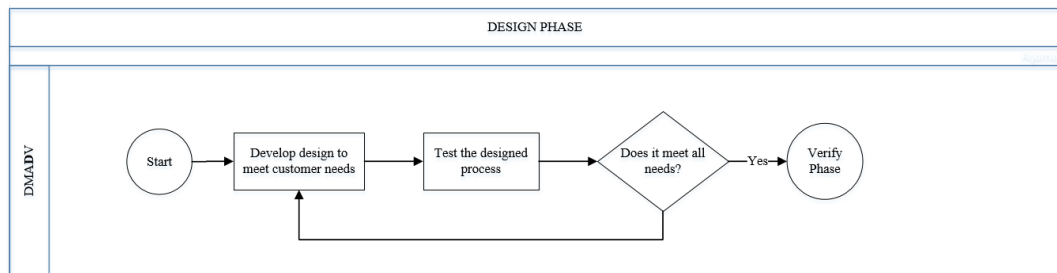 DESIGN PHASE
DMADV
Start
Develop design to
meet customer needs
Test the designed
process
Does it meet all
needs?
Yes
Verify
Phase